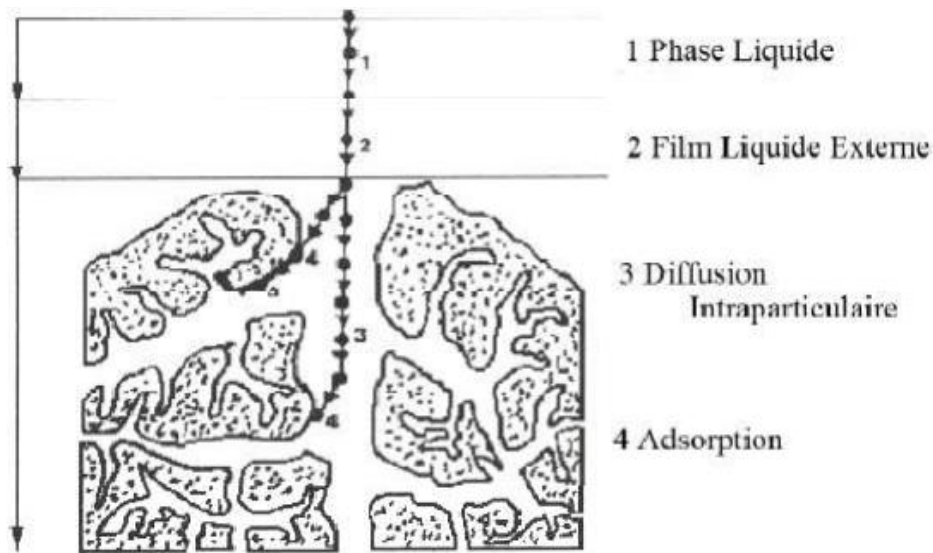 1 Phase Liquide
1
2 Film Liquide Externe
2
4
3 Diffusion
Intraparticulaire
3
4
4 Adsorption